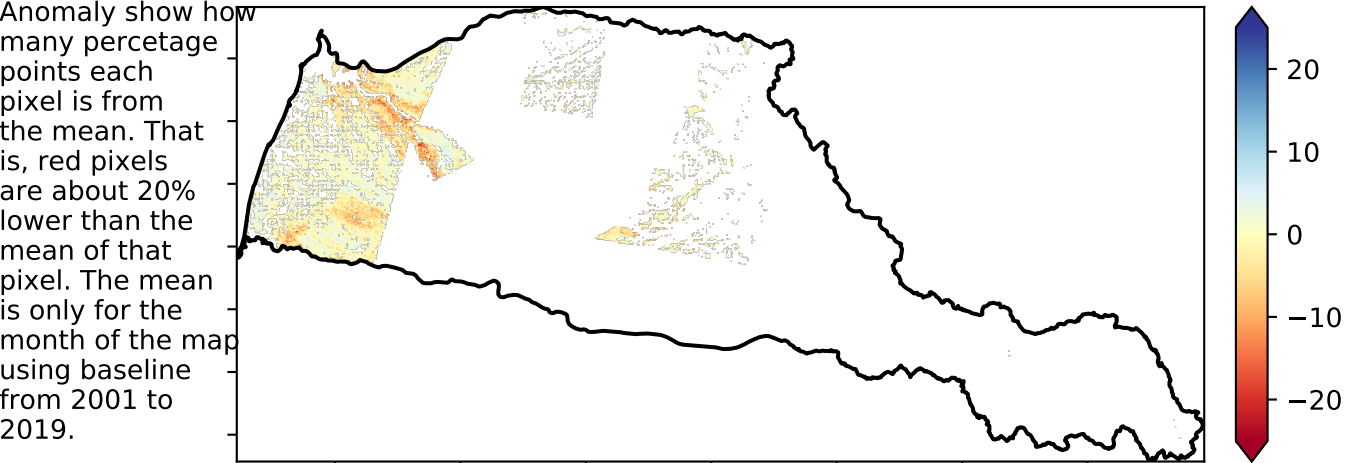 Anomaly show how
many percetage
points each
pixel is from
the mean. That
is, red pixels
are about 20%
lower than the
mean of that
pixel. The mean
is only for the
month of the map
using baseline
from 2001 to
2019.
20
10
0
−10
−20